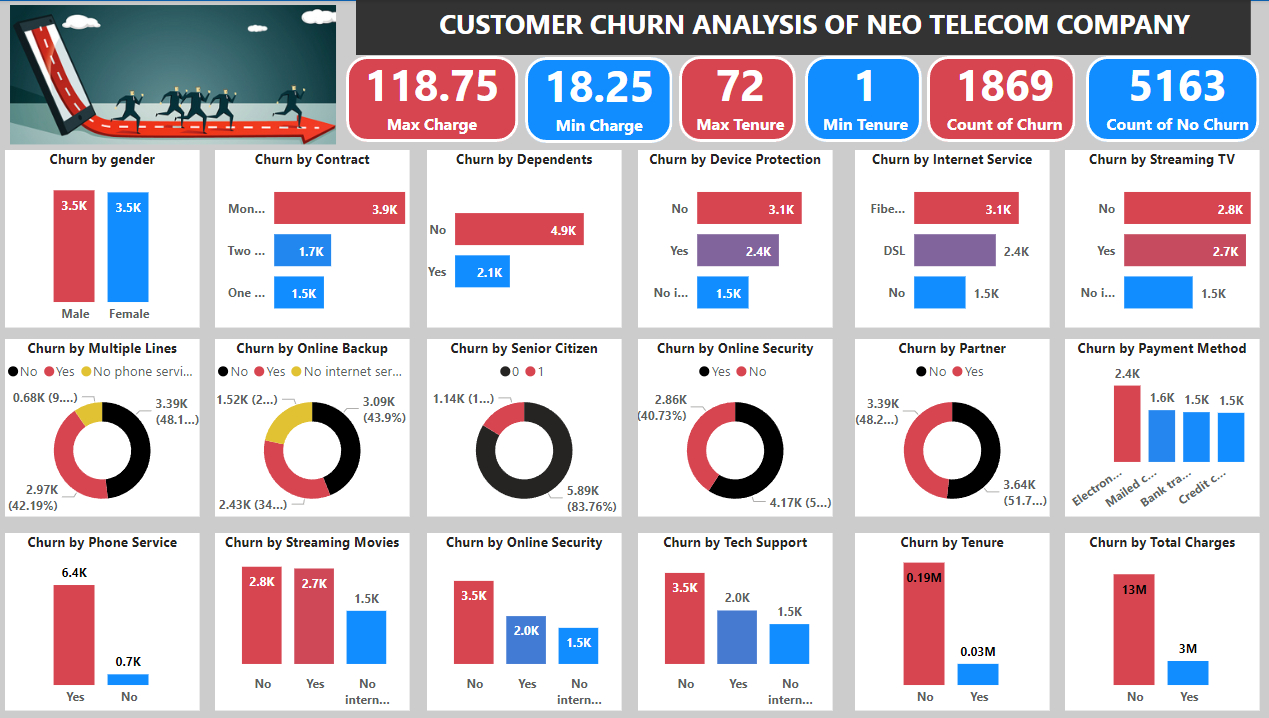 CUSTOMER CHURN ANALYSIS OF NEO TELECOM COMPANY
118.75
Max Charge
18.25
Min Charge
72
Max Tenure
1
Min Tenure
1869
Count of Churn
5163
Count of No Churn
Churn by gender
3.5K
3.5K
Male
Female
Churn by Contract
Mon...
3.9K
Two ...
1.7K
One ...
1.5K
Churn by Dependents
No
4.9K
Yes
2.1K
Churn by Device Protection
No
3.1K
Yes
2.4K
No i...
1.5K
Churn by Internet Service
Fibe...
3.1K
DSL
2.4K
No
1.5K
Churn by Streaming TV
No
2.8K
Yes
2.7K
No i...
1.5K
Churn by Multiple Lines
No Yes No phone servi...
0.68K (9....)
3.39K
(48.1...)
2.97K
(42.19%)
Churn by Online Backup
No Yes No internet ser...
1.52K (2...)
3.09K
(43.9%)
2.43K (34...)
Churn by Senior Citizen
0 1
1.14K (1...)
5.89K
(83.76%)
Churn by Online Security
Yes No
2.86K
(40.73%)
4.17K (5...)
Churn by Partner
No Yes
3.39K
(48.2...)
3.64K
(51.7...)
Churn by Payment Method
2.4K
1.6K
1.5K
1.5K
Electron...
Mailed c...
Bank tra...
Credit c...
Churn by Phone Service
6.4K
0.7K
Yes
No
Churn by Streaming Movies
2.8K
2.7K
1.5K
No
Yes
No
intern...
Churn by Online Security
3.5K
2.0K
1.5K
No
Yes
No
intern...
Churn by Tech Support
3.5K
2.0K
1.5K
No
Yes
No
intern...
Churn by Tenure
0.19M
0.03M
No
Yes
Churn by Total Charges
13M
3M
No
Yes